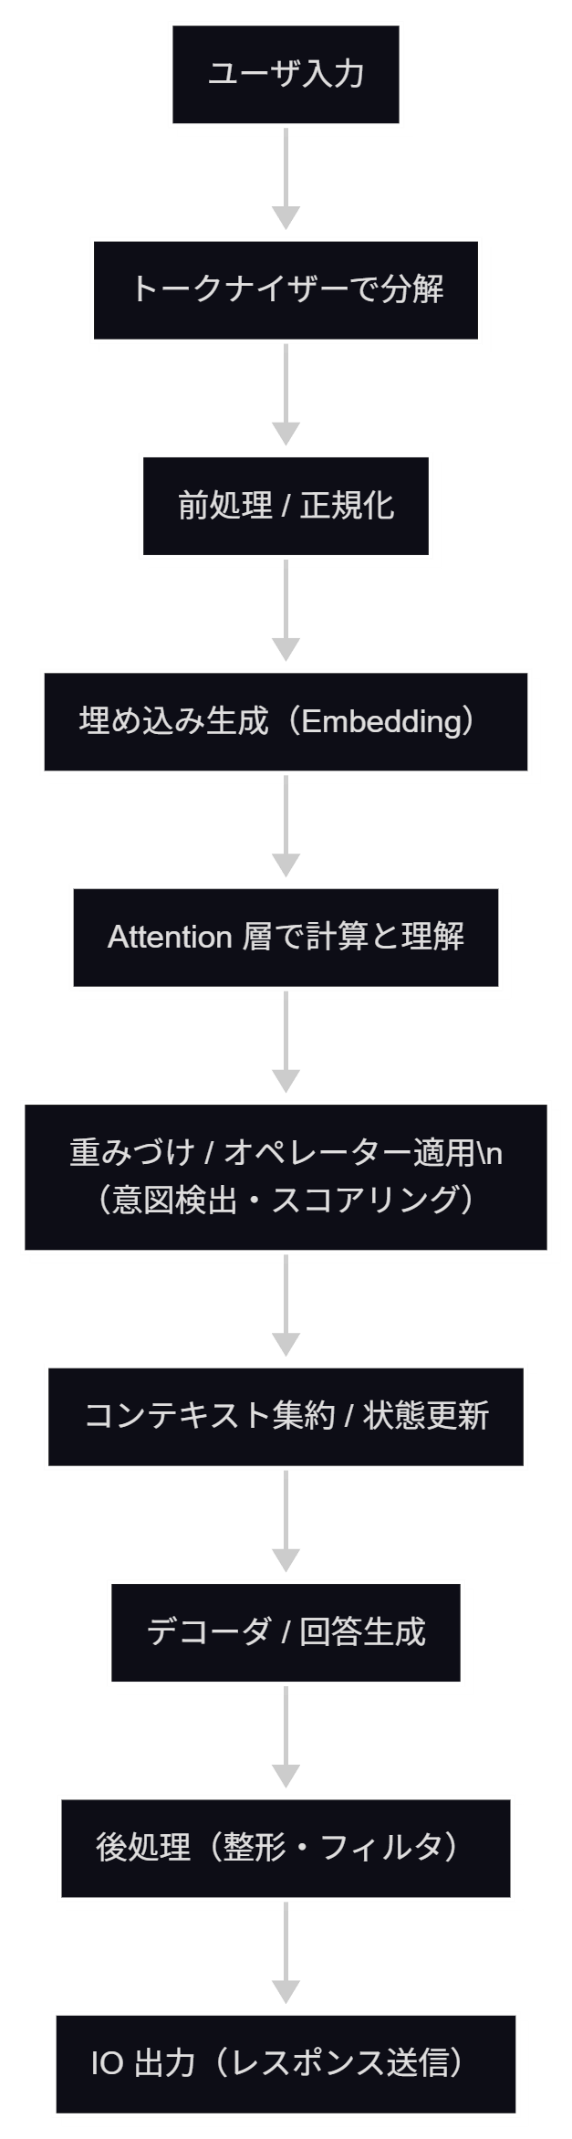 ユーザ入力
トークナイザーで分解
前処理 / 正規化
埋め込み生成（Embedding）
Attention 層で計算と理解
重みづけ / オペレーター適用\n
（意図検出・スコアリング）
コンテキスト集約 / 状態更新
デコーダ / 回答生成
後処理（整形・フィルタ）
IO 出力（レスポンス送信）